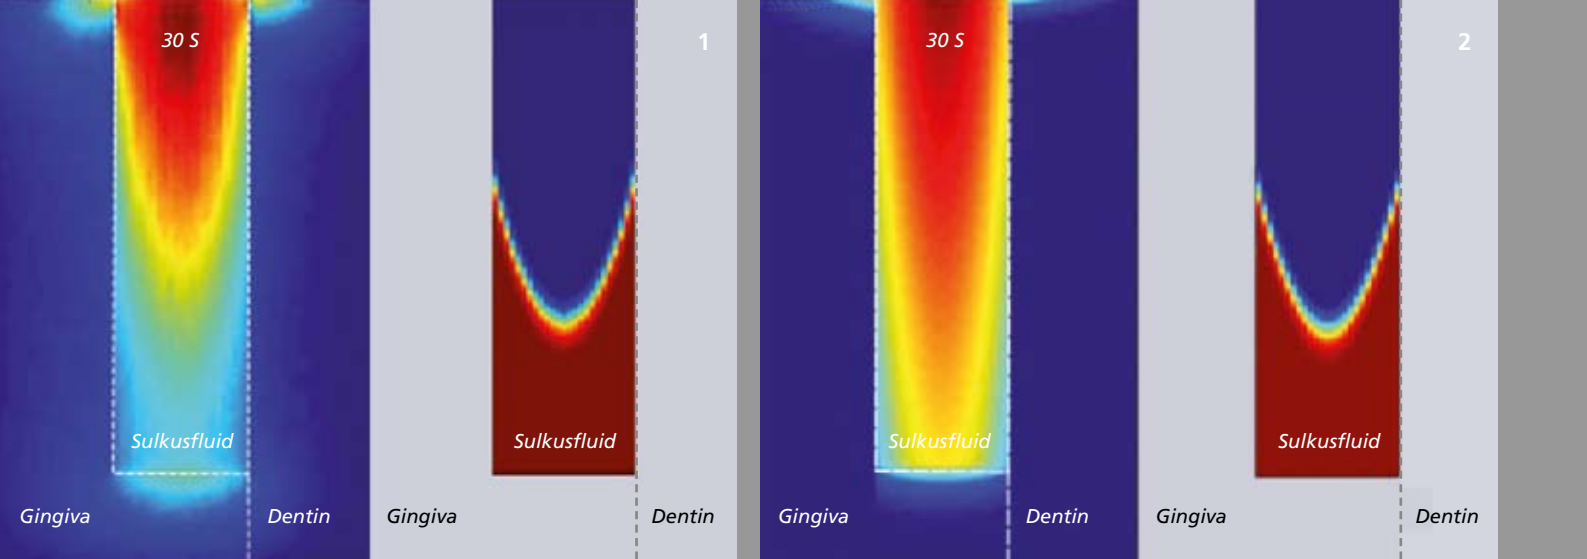 30 S
1
Sulkusfluid
Sulkusfluid
Gingiva
Dentin
Gingiva
Dentin
30 S
2
Sulkusfluid
Sulkusfluid
Gingiva
Dentin
Gingiva
Dentin